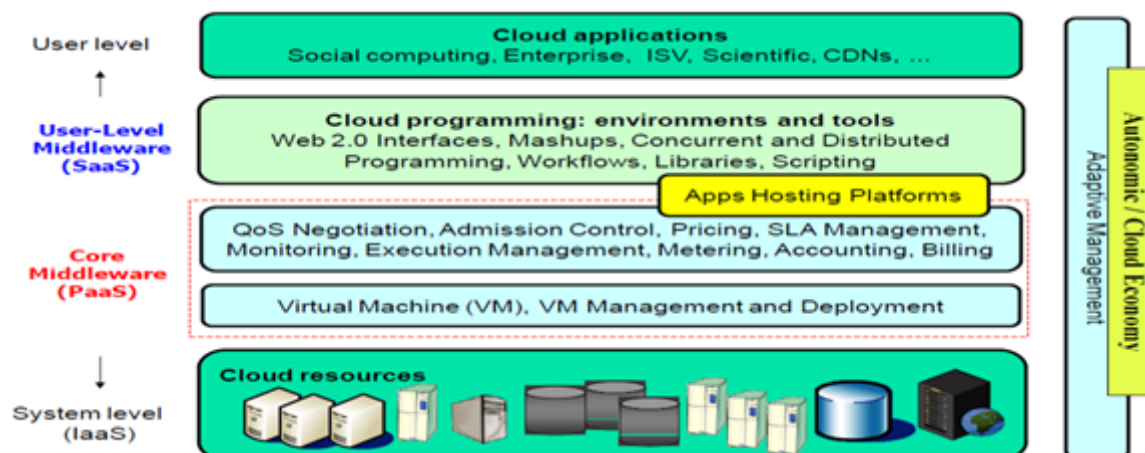 User level
User-Level
Middleware
(SaaS)
Core
Middleware
(PaaS)
System level
(IaaS)
Cloud applications
Social computing, Enterprise, ISV, Scientific, CDNs, ...
Cloud programming: environments and tools
Web 2.0 Interfaces, Mashups, Concurrent and Distributed
Programming, Workflows, Libraries, Scripting
Apps Hosting Platforms
QoS Negotiation, Admission Control, Pricing, SLA Management,
Monitoring, Execution Management, Metering, Accounting, Billing
Virtual Machine (VM), VM Management and Deployment
Cloud resources
Adaptive Management
Autonomic / Cloud Economy